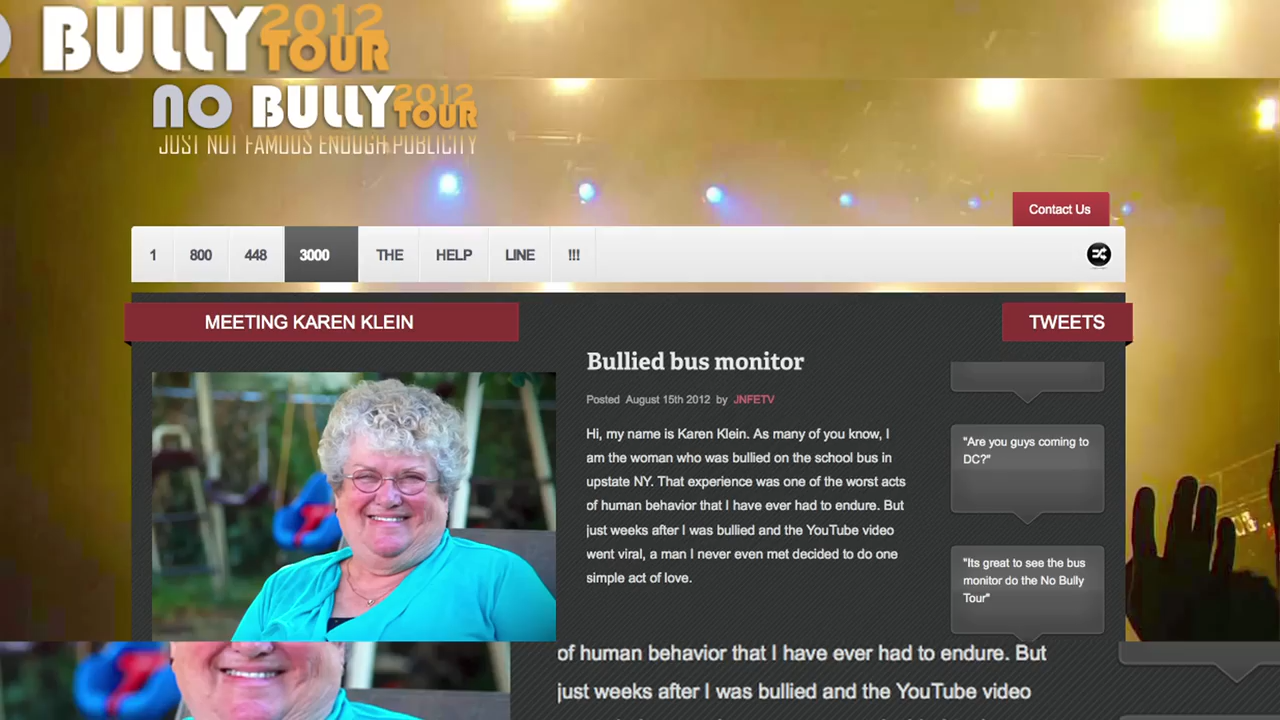 BULLY 2012 TOUR
NO BULLY 2012 TOUR
JUST NOT FAMOUS ENOUGH PUBLICITY
Contact Us
1 800 448 3000 THE HELP LINE !!!
MEETING KAREN KLEIN
TWEETS
Bullied bus monitor
Posted August 15th 2012 by JNFETV
Hi, my name is Karen Klein. As many of you know, I
am the woman who was bullied on the school bus in
upstate NY. That experience was one of the worst acts
of human behavior that I have ever had to endure. But
just weeks after I was bullied and the YouTube video
went viral, a man I never even met decided to do one
simple act of love.
"Are you guys coming to
DC?"
"Its great to see the bus
monitor do the No Bully
Tour"
of human behavior that I have ever had to endure. But
just weeks after I was bullied and the YouTube video